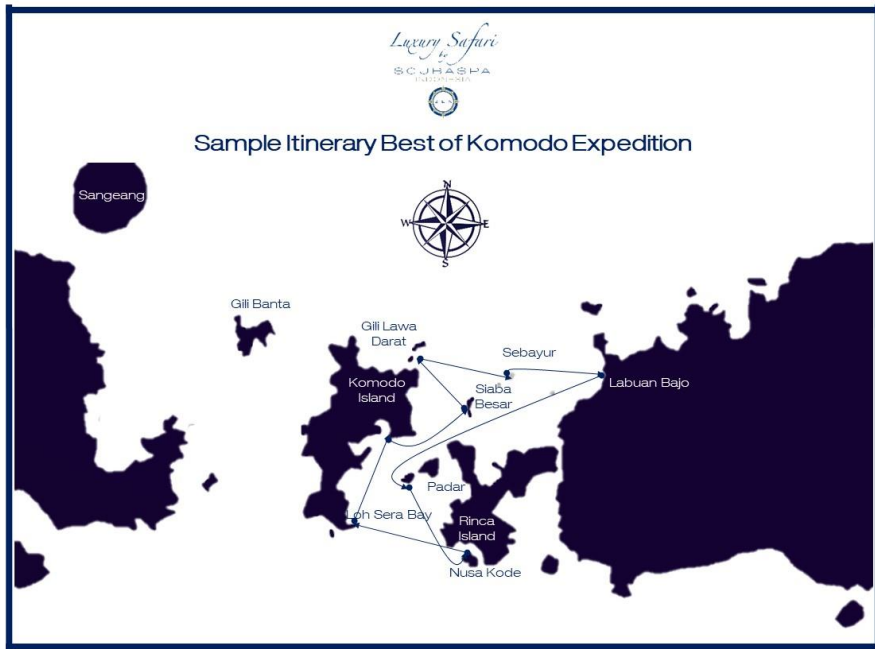 Luxury Safari
by
SCJHASPA
INDONESIA
Sample Itinerary Best of Komodo Expedition
Sangeang
N
W
E
S
Gili Banta
Gili Lawa
Darat
Sebayur
Komodo
Island
Siaba
Besar
Labuan Bajo
Padar
Loh Sera Bay
Rinca
Island
Nusa Kode